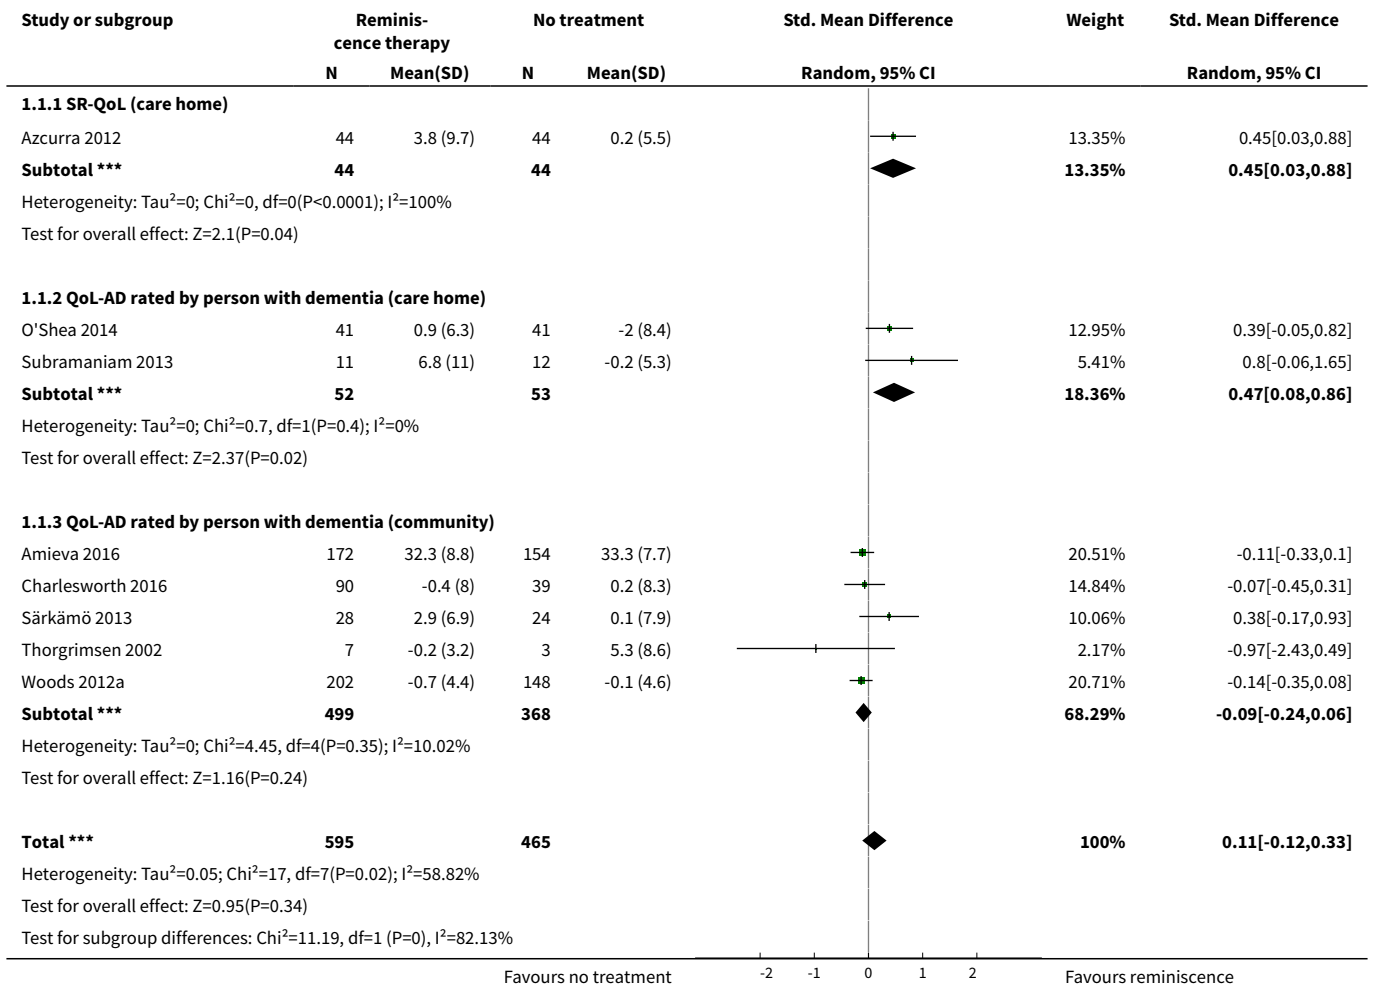 Study or subgroup Reminis- No treatment Std. Mean Difference Weight Std. Mean Difference
cence therapy
N Mean(SD) N Mean(SD) Random, 95% CI Random, 95% CI
1.1.1 SR-QoL (care home)
Azcurra 2012 44 3.8 (9.7) 44 0.2 (5.5) 13.35% 0.45[0.03,0.88]
Subtotal *** 44 44 13.35% 0.45[0.03,0.88]
Heterogeneity: Tau²=0; Chi²=0, df=0(P<0.0001); I²=100%
Test for overall effect: Z=2.1(P=0.04)
1.1.2 QoL-AD rated by person with dementia (care home)
O'Shea 2014 41 0.9 (6.3) 41 -2 (8.4) 12.95% 0.39[-0.05,0.82]
Subramaniam 2013 11 6.8 (11) 12 -0.2 (5.3) 5.41% 0.8[-0.06,1.65]
Subtotal *** 52 53 18.36% 0.47[0.08,0.86]
Heterogeneity: Tau²=0; Chi²=0.7, df=1(P=0.4); I²=0%
Test for overall effect: Z=2.37(P=0.02)
1.1.3 QoL-AD rated by person with dementia (community)
Amieva 2016 172 32.3 (8.8) 154 33.3 (7.7) 20.51% -0.11[-0.33,0.1]
Charlesworth 2016 90 -0.4 (8) 39 0.2 (8.3) 14.84% -0.07[-0.45,0.31]
Särkämö 2013 28 2.9 (6.9) 24 0.1 (7.9) 10.06% 0.38[-0.17,0.93]
Thorgrimsen 2002 7 -0.2 (3.2) 3 5.3 (8.6) 2.17% -0.97[-2.43,0.49]
Woods 2012a 202 -0.7 (4.4) 148 -0.1 (4.6) 20.71% -0.14[-0.35,0.08]
Subtotal *** 499 368 68.29% -0.09[-0.24,0.06]
Heterogeneity: Tau²=0; Chi²=4.45, df=4(P=0.35); I²=10.02%
Test for overall effect: Z=1.16(P=0.24)
Total *** 595 465 100% 0.11[-0.12,0.33]
Heterogeneity: Tau²=0.05; Chi²=17, df=7(P=0.02); I²=58.82%
Test for overall effect: Z=0.95(P=0.34)
Test for subgroup differences: Chi²=11.19, df=1 (P=0), I²=82.13%
Favours no treatment -2 -1 0 1 2 Favours reminiscence